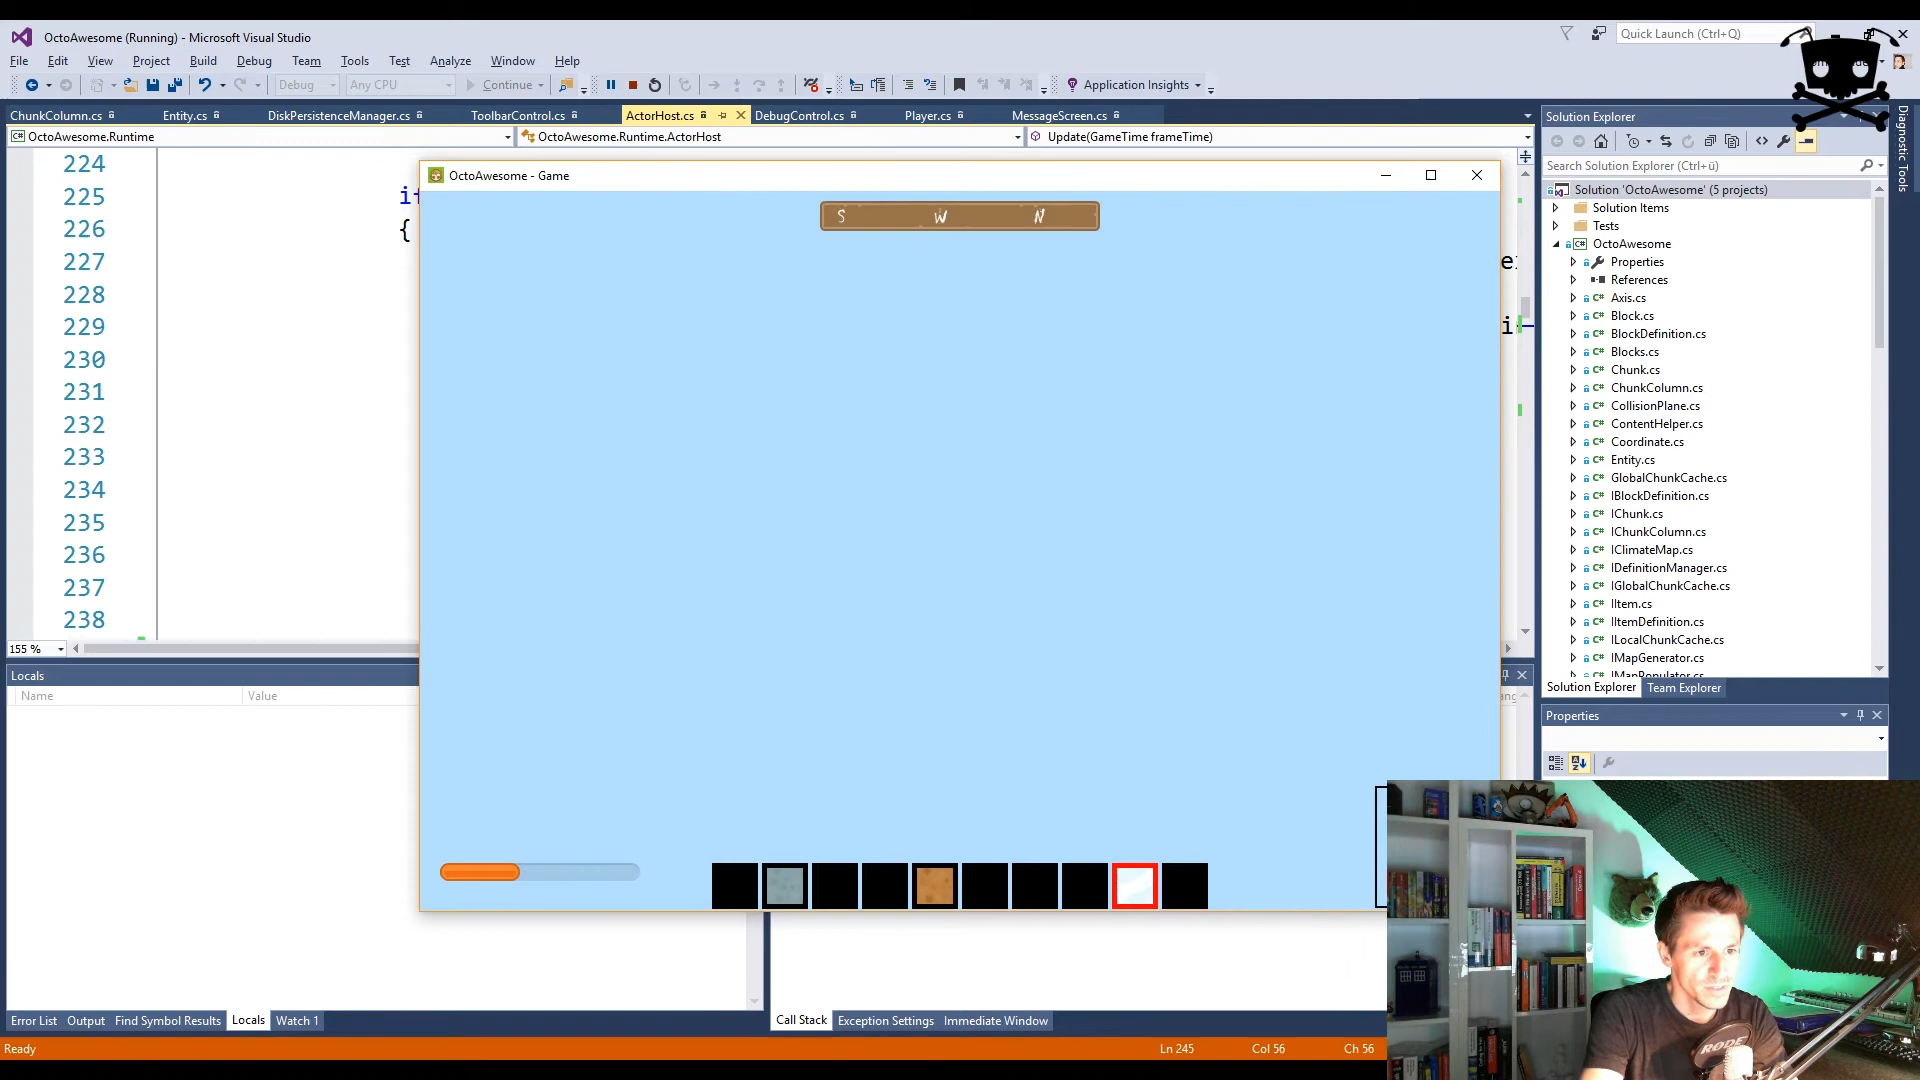 OctoAwesome (Running) - Microsoft Visual Studio
Quick Launch (Ctrl+Q)
File Edit View Project Build Debug Team Tools Test Analyze Window Help
Debug Any CPU Continue Application Insights
ChunkColumn.cs Entity.cs DiskPersistenceManager.cs ToolbarControl.cs ActorHost.cs DebugControl.cs Player.cs MessageScreen.cs
OctoAwesome.Runtime OctoAwesome.Runtime.ActorHost Update(GameTime frameTime)
224
225 if
226 {
227
228
229
230
231
232
233
234
235
236
237
238
155 %
OctoAwesome - Game
S W N
Locals
Name Value
Error List Output Find Symbol Results Locals Watch 1
Call Stack Exception Settings Immediate Window
Ready Ln 245 Col 56 Ch 56
Solution Explorer
Search Solution Explorer (Ctrl+ü)
Solution 'OctoAwesome' (5 projects)
Solution Items
Tests
OctoAwesome
Properties
References
Axis.cs
Block.cs
BlockDefinition.cs
Blocks.cs
Chunk.cs
ChunkColumn.cs
CollisionPlane.cs
ContentHelper.cs
Coordinate.cs
Entity.cs
GlobalChunkCache.cs
IBlockDefinition.cs
IChunk.cs
IChunkColumn.cs
IClimateMap.cs
IDefinitionManager.cs
IGlobalChunkCache.cs
IItem.cs
IItemDefinition.cs
ILocalChunkCache.cs
IMapGenerator.cs
IMapPopulator.cs
Solution Explorer Team Explorer
Properties
Diagnostic Tools
RODE